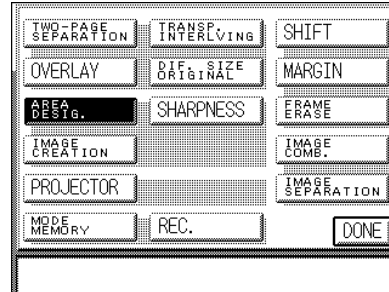 TWO-PAGE SEPARATION
TRANSP. INTERLVING
SHIFT
OVERLAY
DIF. SIZE ORIGINAL
MARGIN
AREA DESIG.
SHARPNESS
FRAME ERASE
IMAGE CREATION
IMAGE COMB.
PROJECTOR
IMAGE SEPARATION
MODE MEMORY
REC.
DONE